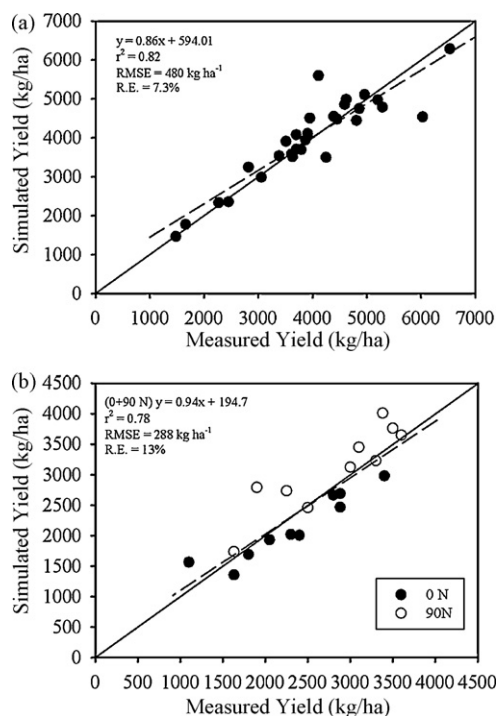 (a)
7000
6000
5000
4000
3000
2000
1000
0
Simulated Yield (kg/ha)
y = 0.86x + 594.01
r² = 0.82
RMSE = 480 kg ha⁻¹
R.E. = 7.3%
0 1000 2000 3000 4000 5000 6000 7000
Measured Yield (kg/ha)
(b)
4500
4000
3500
3000
2500
2000
1500
1000
500
0
Simulated Yield (kg/ha)
(0+90 N) y = 0.94x + 194.7
r² = 0.78
RMSE = 288 kg ha⁻¹
R.E. = 13%
0 N
90N
0 500 1000 1500 2000 2500 3000 3500 4000 4500
Measured Yield (kg/ha)